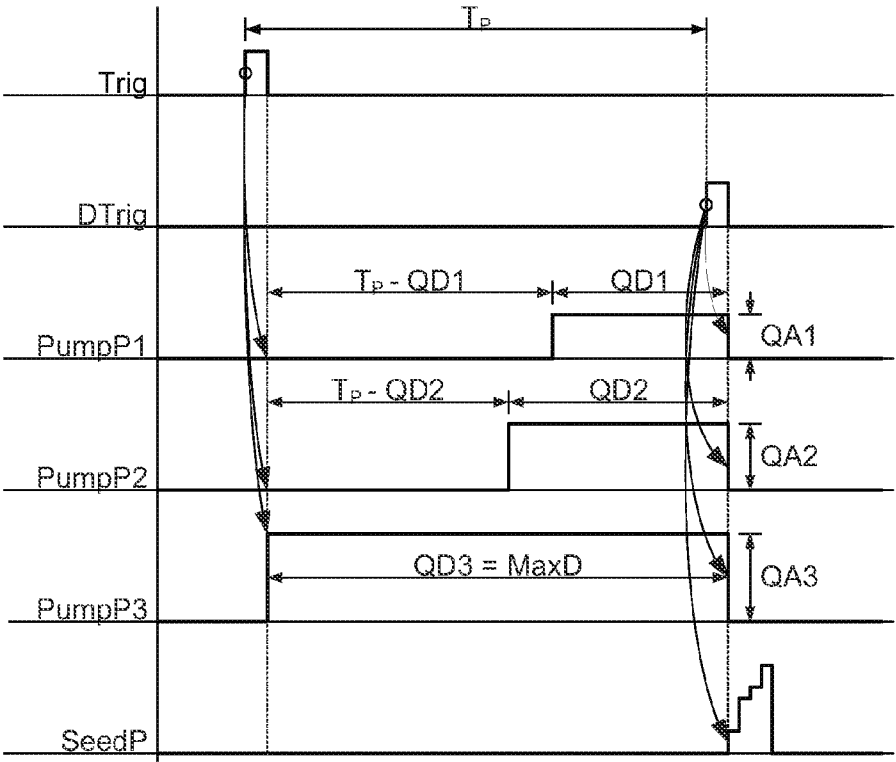 Tₚ
Trig
DTrig
Tₚ - QD1 QD1
QA1
PumpP1
Tₚ - QD2 QD2
QA2
PumpP2
QD3 = MaxD
QA3
PumpP3
SeedP